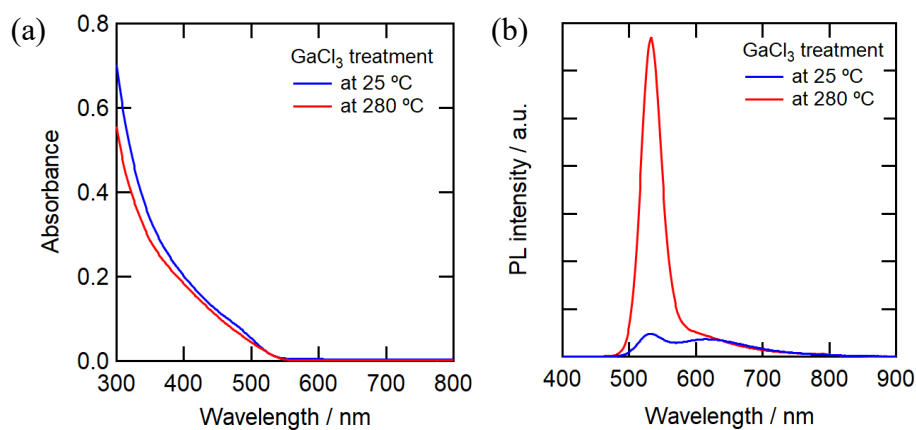 (a)
0.8
0.6
0.4
0.2
0.0
Absorbance
GaCl3 treatment
at 25 ºC
at 280 ºC
300 400 500 600 700 800
Wavelength / nm
(b)
PL intensity / a.u.
GaCl3 treatment
at 25 ºC
at 280 ºC
400 500 600 700 800 900
Wavelength / nm